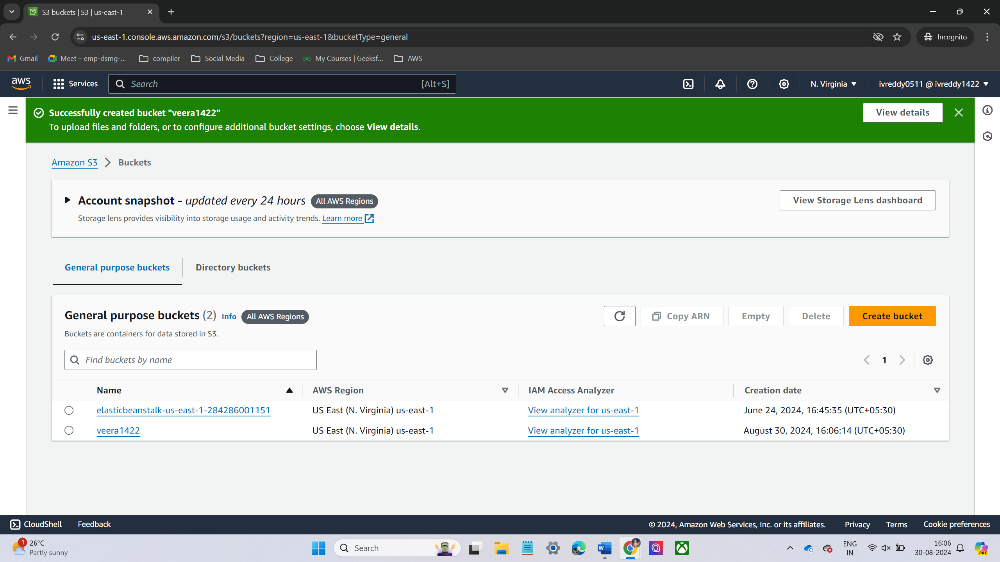 S3 buckets | S3 | us-east-1
us-east-1.console.aws.amazon.com/s3/buckets?region=us-east-1&bucketType=general
Incognito
Gmail
Meet – emp-dsmg-...
compiler
Social Media
College
My Courses | Geeksf...
AWS
aws
Services
Search
[Alt+S]
N. Virginia
ivreddy0511 @ ivreddy1422
Successfully created bucket "veera1422"
To upload files and folders, or to configure additional bucket settings, choose View details.
View details
Amazon S3
Buckets
Account snapshot - updated every 24 hours
All AWS Regions
View Storage Lens dashboard
Storage lens provides visibility into storage usage and activity trends. Learn more
General purpose buckets
Directory buckets
General purpose buckets (2)
Info
All AWS Regions
Copy ARN
Empty
Delete
Create bucket
Buckets are containers for data stored in S3.
Find buckets by name
1
Name
AWS Region
IAM Access Analyzer
Creation date
elasticbeanstalk-us-east-1-284286001151
US East (N. Virginia) us-east-1
View analyzer for us-east-1
June 24, 2024, 16:45:35 (UTC+05:30)
veera1422
US East (N. Virginia) us-east-1
View analyzer for us-east-1
August 30, 2024, 16:06:14 (UTC+05:30)
CloudShell
Feedback
© 2024, Amazon Web Services, Inc. or its affiliates.
Privacy
Terms
Cookie preferences
1
26°C
Partly sunny
Search
W
ENG
IN
16:06
30-08-2024
PRE